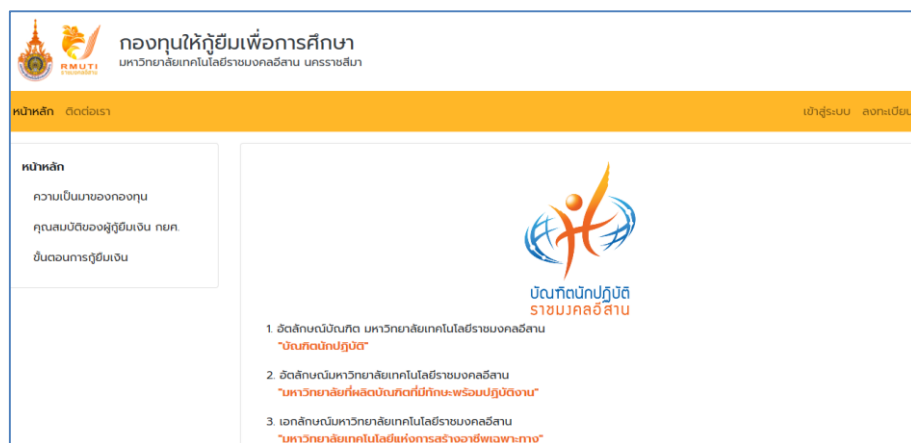 กองทุนให้กู้ยืมเพื่อการศึกษา
มหาวิทยาลัยเทคโนโลยีราชมงคลอีสาน นครราชสีมา
RMUTI
หน้าหลัก ติดต่อเรา เข้าสู่ระบบ ลงทะเบียน
หน้าหลัก
ความเป็นมาของกองทุน
คุณสมบัติของผู้กู้ยืมเงิน กยศ.
ขั้นตอนการกู้ยืมเงิน
บัณฑิตนักปฏิบัติ
ราชมงคลอีสาน
1. อัตลักษณ์บัณฑิต มหาวิทยาลัยเทคโนโลยีราชมงคลอีสาน
"บัณฑิตนักปฏิบัติ"
2. อัตลักษณ์มหาวิทยาลัยเทคโนโลยีราชมงคลอีสาน
"มหาวิทยาลัยที่ผลิตบัณฑิตที่มีทักษะพร้อมปฏิบัติงาน"
3. เอกลักษณ์มหาวิทยาลัยเทคโนโลยีราชมงคลอีสาน
"มหาวิทยาลัยเทคโนโลยีแห่งการสร้างอาชีพเฉพาะทาง"